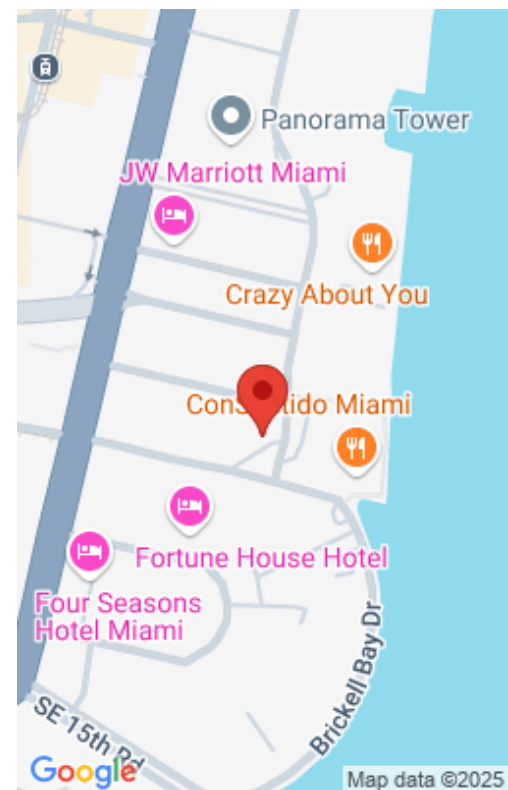 Panorama Tower
JW Marriott Miami
Crazy About You
tido Miami
Fortune House Hotel
Four Seasons
Hotel Miami
Brickell Bay Dr
SE 15th Rd
Google
Map data ©2025